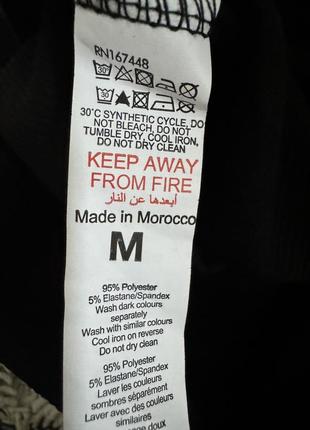 RN167448
30°C SYNTHETIC CYCLE, DO
NOT BLEACH, DO NOT
TUMBLE DRY, COOL IRON,
DO NOT DRY CLEAN
KEEP AWAY
FROM FIRE
أبعدها عن النار
Made in Morocco
M
95% Polyester
5% Elastane/Spandex
Wash dark colours
separately
Wash with similar colours
Cool iron on reverse
Do not dry clean
95% Polyester
5% Elastane/Spandex
Laver les couleurs
sombres séparément
Laver avec des couleurs
similaires
doux